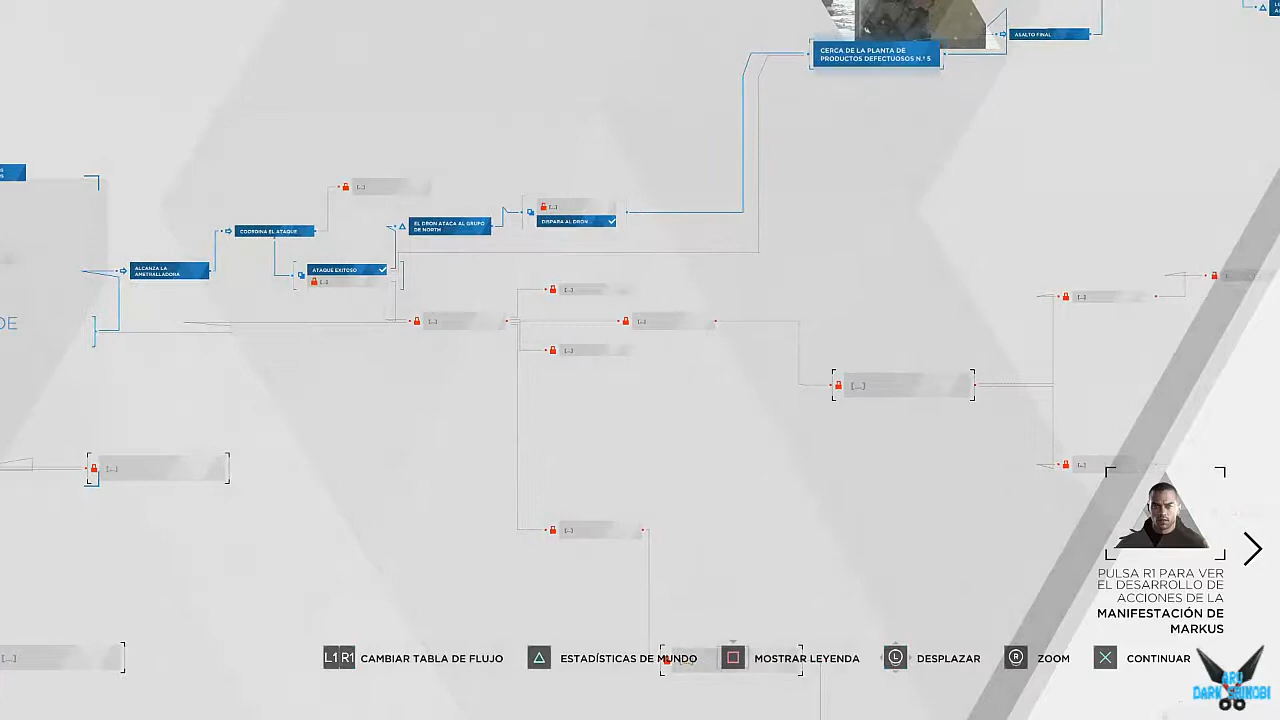 ASALTO FINAL
CERCA DE LA PLANTA DE
PRODUCTOS DEFECTUOSOS N.º 5
[...]
[...]
DISPARA AL DRON...
EL DRON ATACA AL GRUPO
DE NORTH
COORDINA EL ATAQUE
ALCANZA LA
AMETRALLADORA
ATAQUE EXITOSO
[...]
[...]
[...]
DE
[...]
[...]
[...]
[...]
[...]
[...]
[...]
PULSA R1 PARA VER
EL DESARROLLO DE
ACCIONES DE LA
MANIFESTACIÓN DE
MARKUS
[...]
L1 R1 CAMBIAR TABLA DE FLUJO
ESTADÍSTICAS DE MUNDO
MOSTRAR LEYENDA
L DESPLAZAR
R ZOOM
CONTINUAR
DARK SHINOBI